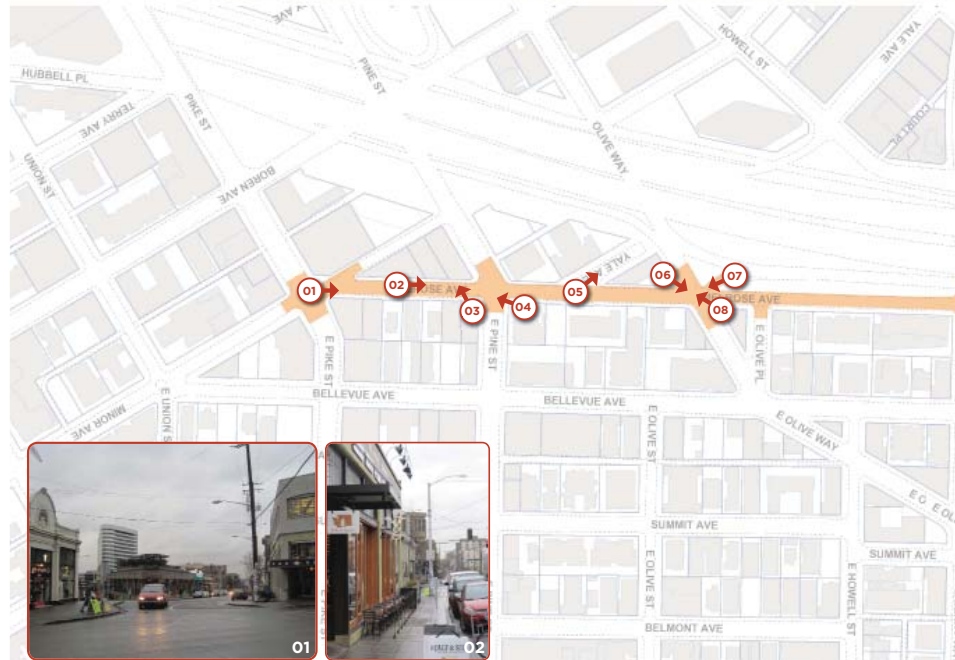 HOWELL ST
YALE AVE
HUBBELL PL
PINE ST
PIKE ST
TERRY AVE
COURT PL
OLIVE WAY
UNION ST
BOREN AVE
YALE A
01
02
ROSE AVE
03
04
05
06
07
08
ROSE AVE
E PIKE ST
E PINE ST
E OLIVE PL
MINOR AVE
E UNION S
BELLEVUE AVE
BELLEVUE AVE
E OLIVE WAY
E OLIVE ST
SUMMIT AVE
SUMMIT AVE
E OLIVE ST
E HOWELL ST
BELMONT AVE
01
02